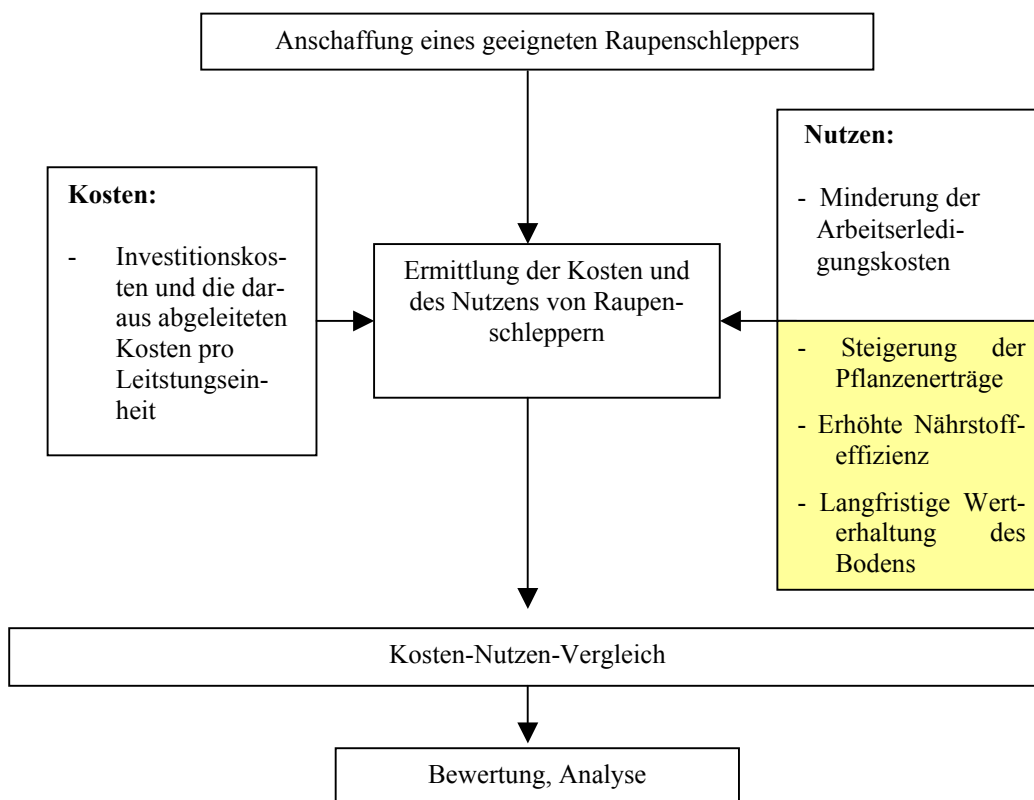 Anschaffung eines geeigneten Raupenschleppers
Kosten:
- Investitionskos-
ten und die dar-
aus abgeleiteten
Kosten pro
Leitstungsein-
heit
Ermittlung der Kosten und
des Nutzens von Raupen-
schleppern
Nutzen:
- Minderung der
Arbeitserledi-
gungskosten
- Steigerung der
Pflanzenerträge
- Erhöhte Nährstoff-
effizienz
- Langfristige Wert-
erhaltung des
Bodens
Kosten-Nutzen-Vergleich
Bewertung, Analyse